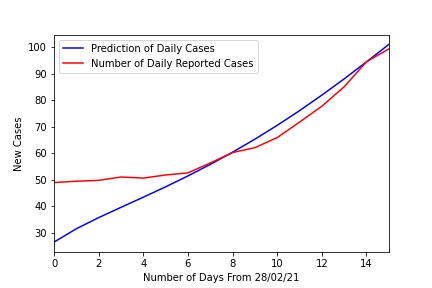 Prediction of Daily Cases
Number of Daily Reported Cases
New Cases
100
90
80
70
60
50
40
30
0 2 4 6 8 10 12 14
Number of Days From 28/02/21